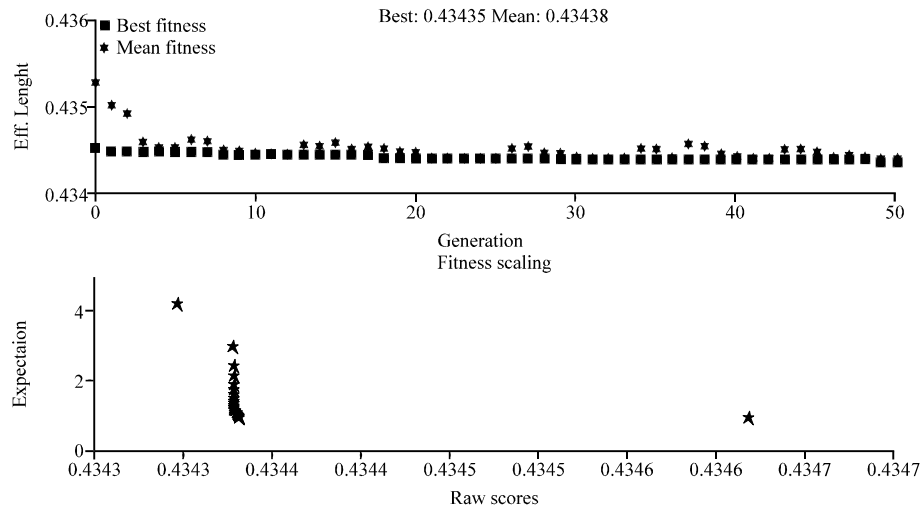 Best: 0.43435 Mean: 0.43438
Best fitness
Mean fitness
Eff. Lenght
0.436
0.435
0.434
0 10 20 30 40 50
Generation
Fitness scaling
Expectaion
4
2
0
0.4343 0.4343 0.4344 0.4344 0.4345 0.4345 0.4346 0.4346 0.4347 0.4347
Raw scores